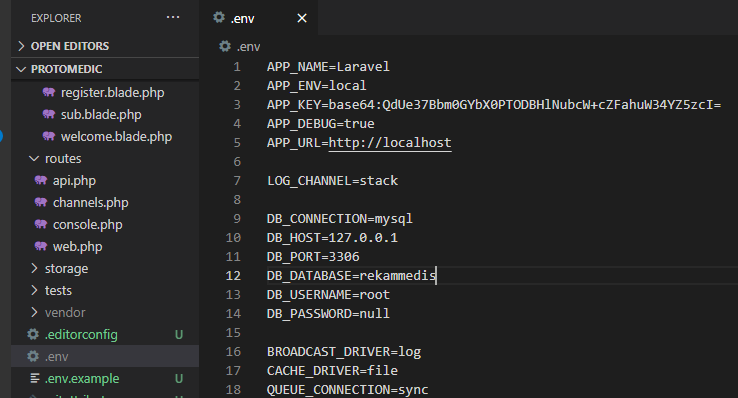 EXPLORER
OPEN EDITORS
PROTOMEDIC
register.blade.php
sub.blade.php
welcome.blade.php
routes
api.php
channels.php
console.php
web.php
storage
tests
vendor
.editorconfig U
.env
.env.example U
.env
.env
1 APP_NAME=Laravel
2 APP_ENV=local
3 APP_KEY=base64:QdUe37Bbm0GYbX0PTODBHlNubcW+cZFahuW34YZ5zcI=
4 APP_DEBUG=true
5 APP_URL=http://localhost
6
7 LOG_CHANNEL=stack
8
9 DB_CONNECTION=mysql
10 DB_HOST=127.0.0.1
11 DB_PORT=3306
12 DB_DATABASE=rekammedis
13 DB_USERNAME=root
14 DB_PASSWORD=null
15
16 BROADCAST_DRIVER=log
17 CACHE_DRIVER=file
18 QUEUE_CONNECTION=sync